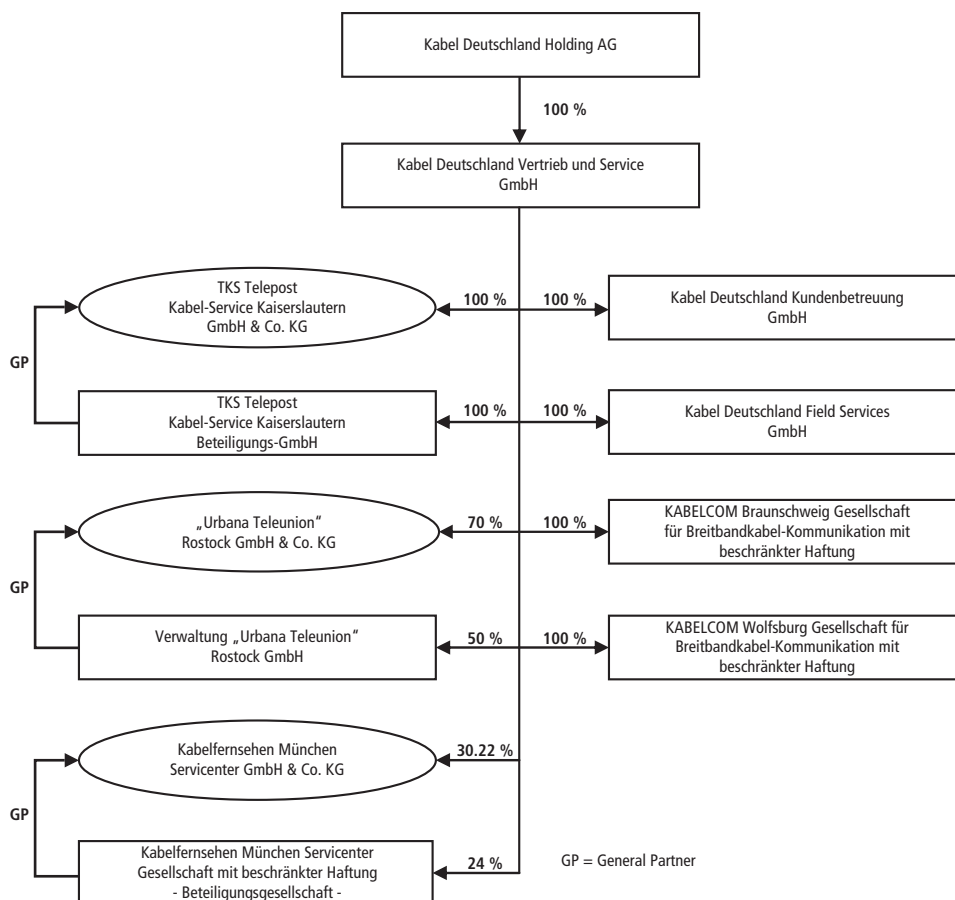 Kabel Deutschland Holding AG
100 %
Kabel Deutschland Vertrieb und Service
GmbH
TKS Telepost
Kabel-Service Kaiserslautern
GmbH & Co. KG
100 %
100 %
Kabel Deutschland Kundenbetreuung
GmbH
GP
TKS Telepost
Kabel-Service Kaiserslautern
Beteiligungs-GmbH
100 %
100 %
Kabel Deutschland Field Services
GmbH
„Urbana Teleunion“
Rostock GmbH & Co. KG
70 %
100 %
KABELCOM Braunschweig Gesellschaft
für Breitbandkabel-Kommunikation mit
beschränkter Haftung
GP
Verwaltung „Urbana Teleunion“
Rostock GmbH
50 %
100 %
KABELCOM Wolfsburg Gesellschaft für
Breitbandkabel-Kommunikation mit
beschränkter Haftung
Kabelfernsehen München
Servicenter GmbH & Co. KG
30.22 %
GP
Kabelfernsehen München Servicenter
Gesellschaft mit beschränkter Haftung
- Beteiligungsgesellschaft -
24 %
GP = General Partner